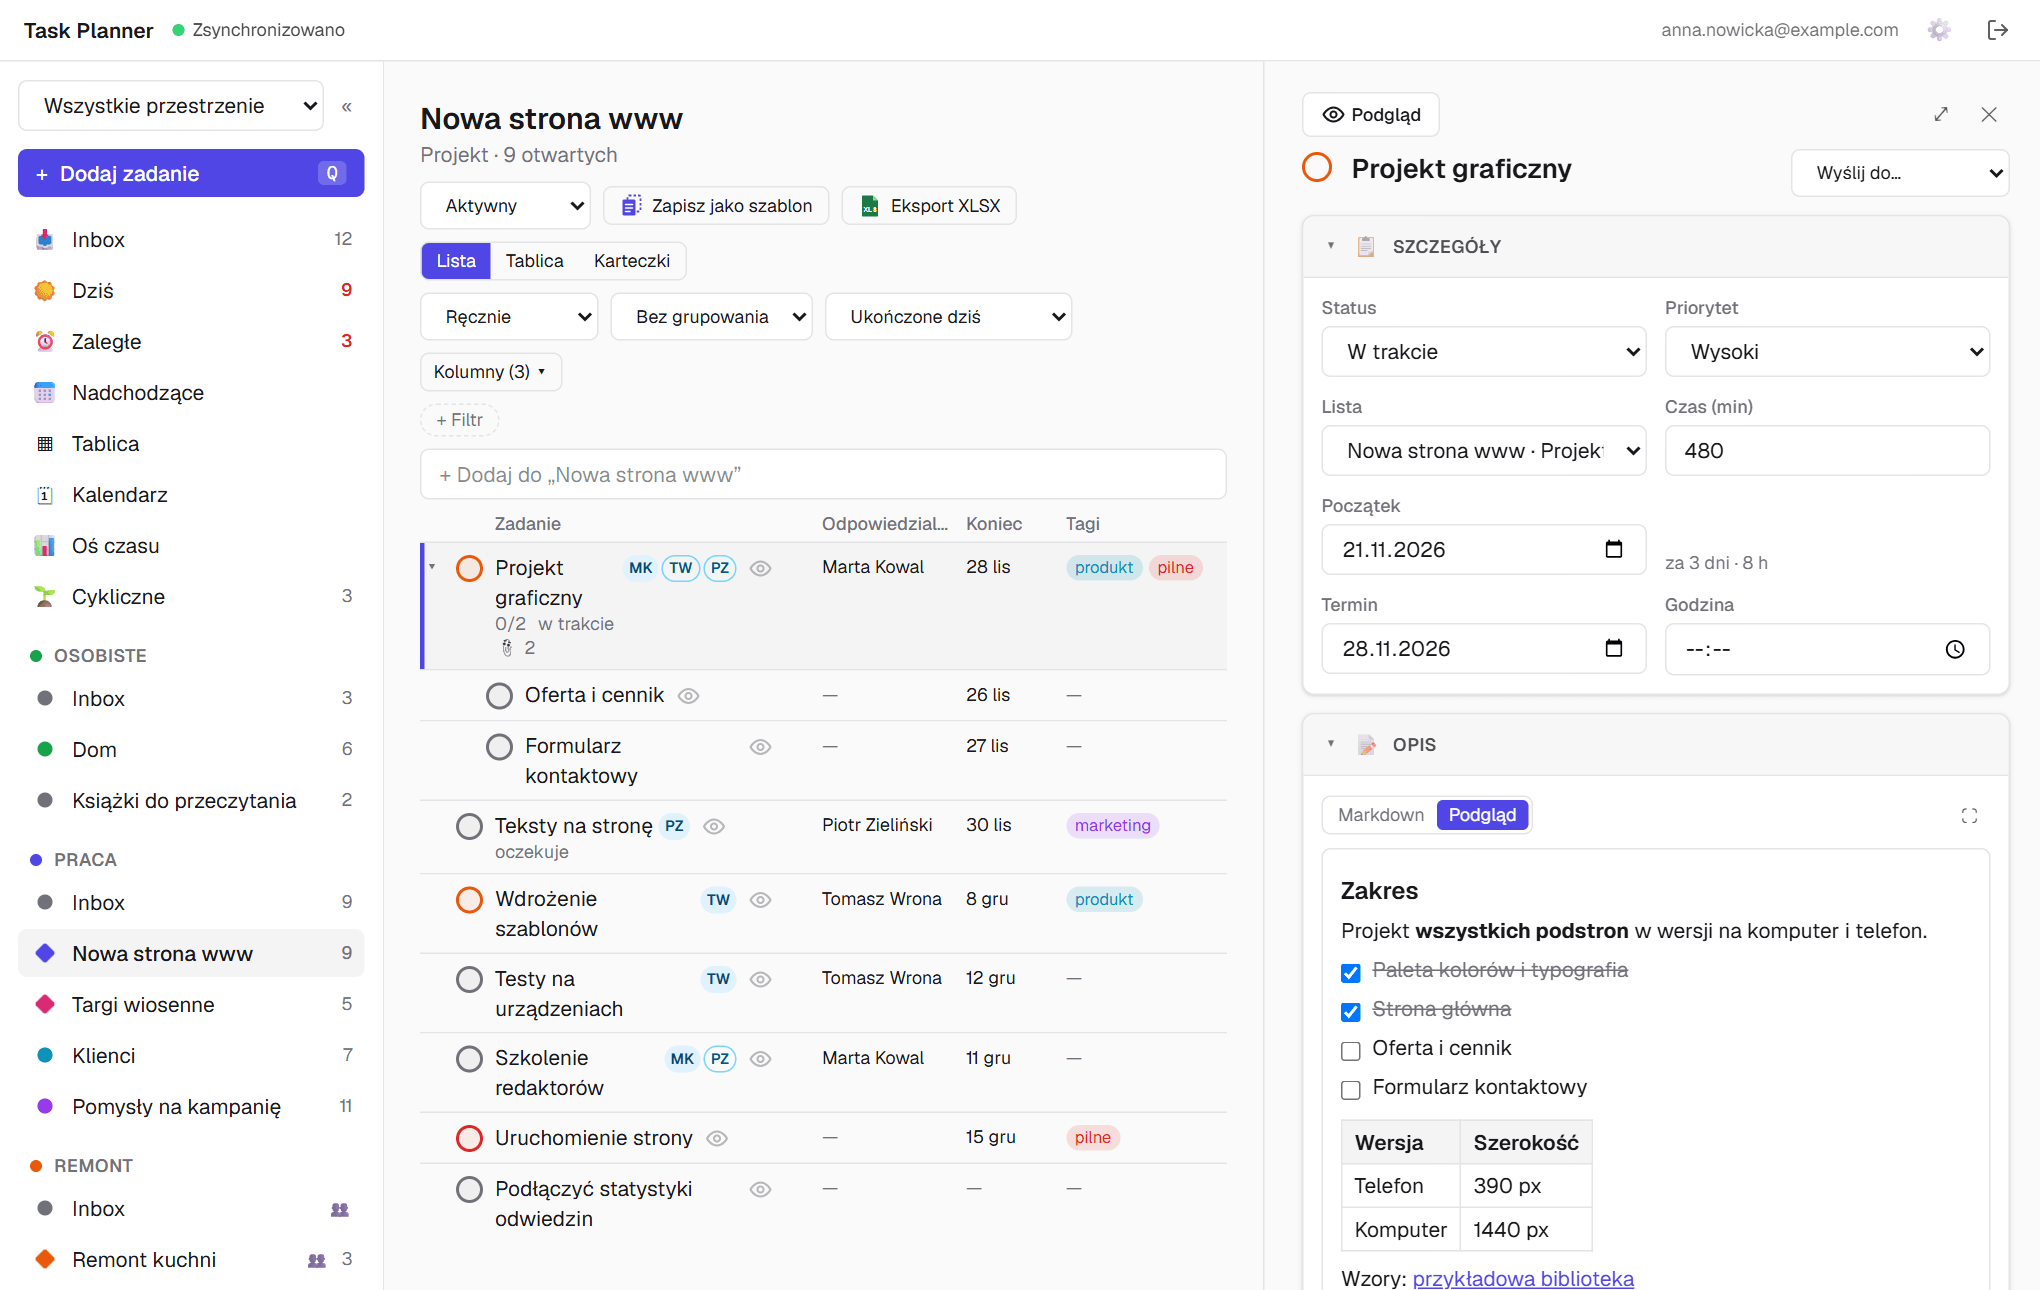 Task Planner
Zsynchronizowano
anna.nowicka@example.com
Wszystkie przestrzenie
«
+ Dodaj zadanie Q
Inbox 12
Dziś 9
Zaległe 3
Nadchodzące
Tablica
Kalendarz
Oś czasu
Cykliczne 3
OSOBISTE
Inbox 3
Dom 6
Książki do przeczytania 2
PRACA
Inbox 9
Nowa strona www 9
Targi wiosenne 5
Klienci 7
Pomysły na kampanię 11
REMONT
Inbox
Remont kuchni 3
Nowa strona www
Projekt · 9 otwartych
Aktywny Zapisz jako szablon Eksport XLSX
Lista Tablica Karteczki
Ręcznie Bez grupowania Ukończone dziś
Kolumny (3)
+ Filtr
+ Dodaj do „Nowa strona www”
Zadanie Odpowiedzial... Koniec Tagi
Projekt graficzny MK TW PZ Marta Kowal 28 lis produkt pilne
0/2 w trakcie
2
Oferta i cennik — 26 lis —
Formularz kontaktowy — 27 lis —
Teksty na stronę PZ Piotr Zieliński 30 lis marketing
oczekuje
Wdrożenie szablonów TW Tomasz Wrona 8 gru produkt
Testy na urządzeniach TW Tomasz Wrona 12 gru —
Szkolenie redaktorów MK PZ Marta Kowal 11 gru —
Uruchomienie strony — 15 gru pilne
Podłączyć statystyki odwiedzin — — —
Podgląd
Projekt graficzny
Wyślij do...
SZCZEGÓŁY
Status Priorytet
W trakcie Wysoki
Lista Czas (min)
Nowa strona www · Projekt 480
Początek
21.11.2026 za 3 dni · 8 h
Termin Godzina
28.11.2026 --:--
OPIS
Markdown Podgląd
Zakres
Projekt wszystkich podstron w wersji na komputer i telefon.
Paleta kolorów i typografia
Strona główna
Oferta i cennik
Formularz kontaktowy
Wersja Szerokość
Telefon 390 px
Komputer 1440 px
Wzory: przykładowa biblioteka